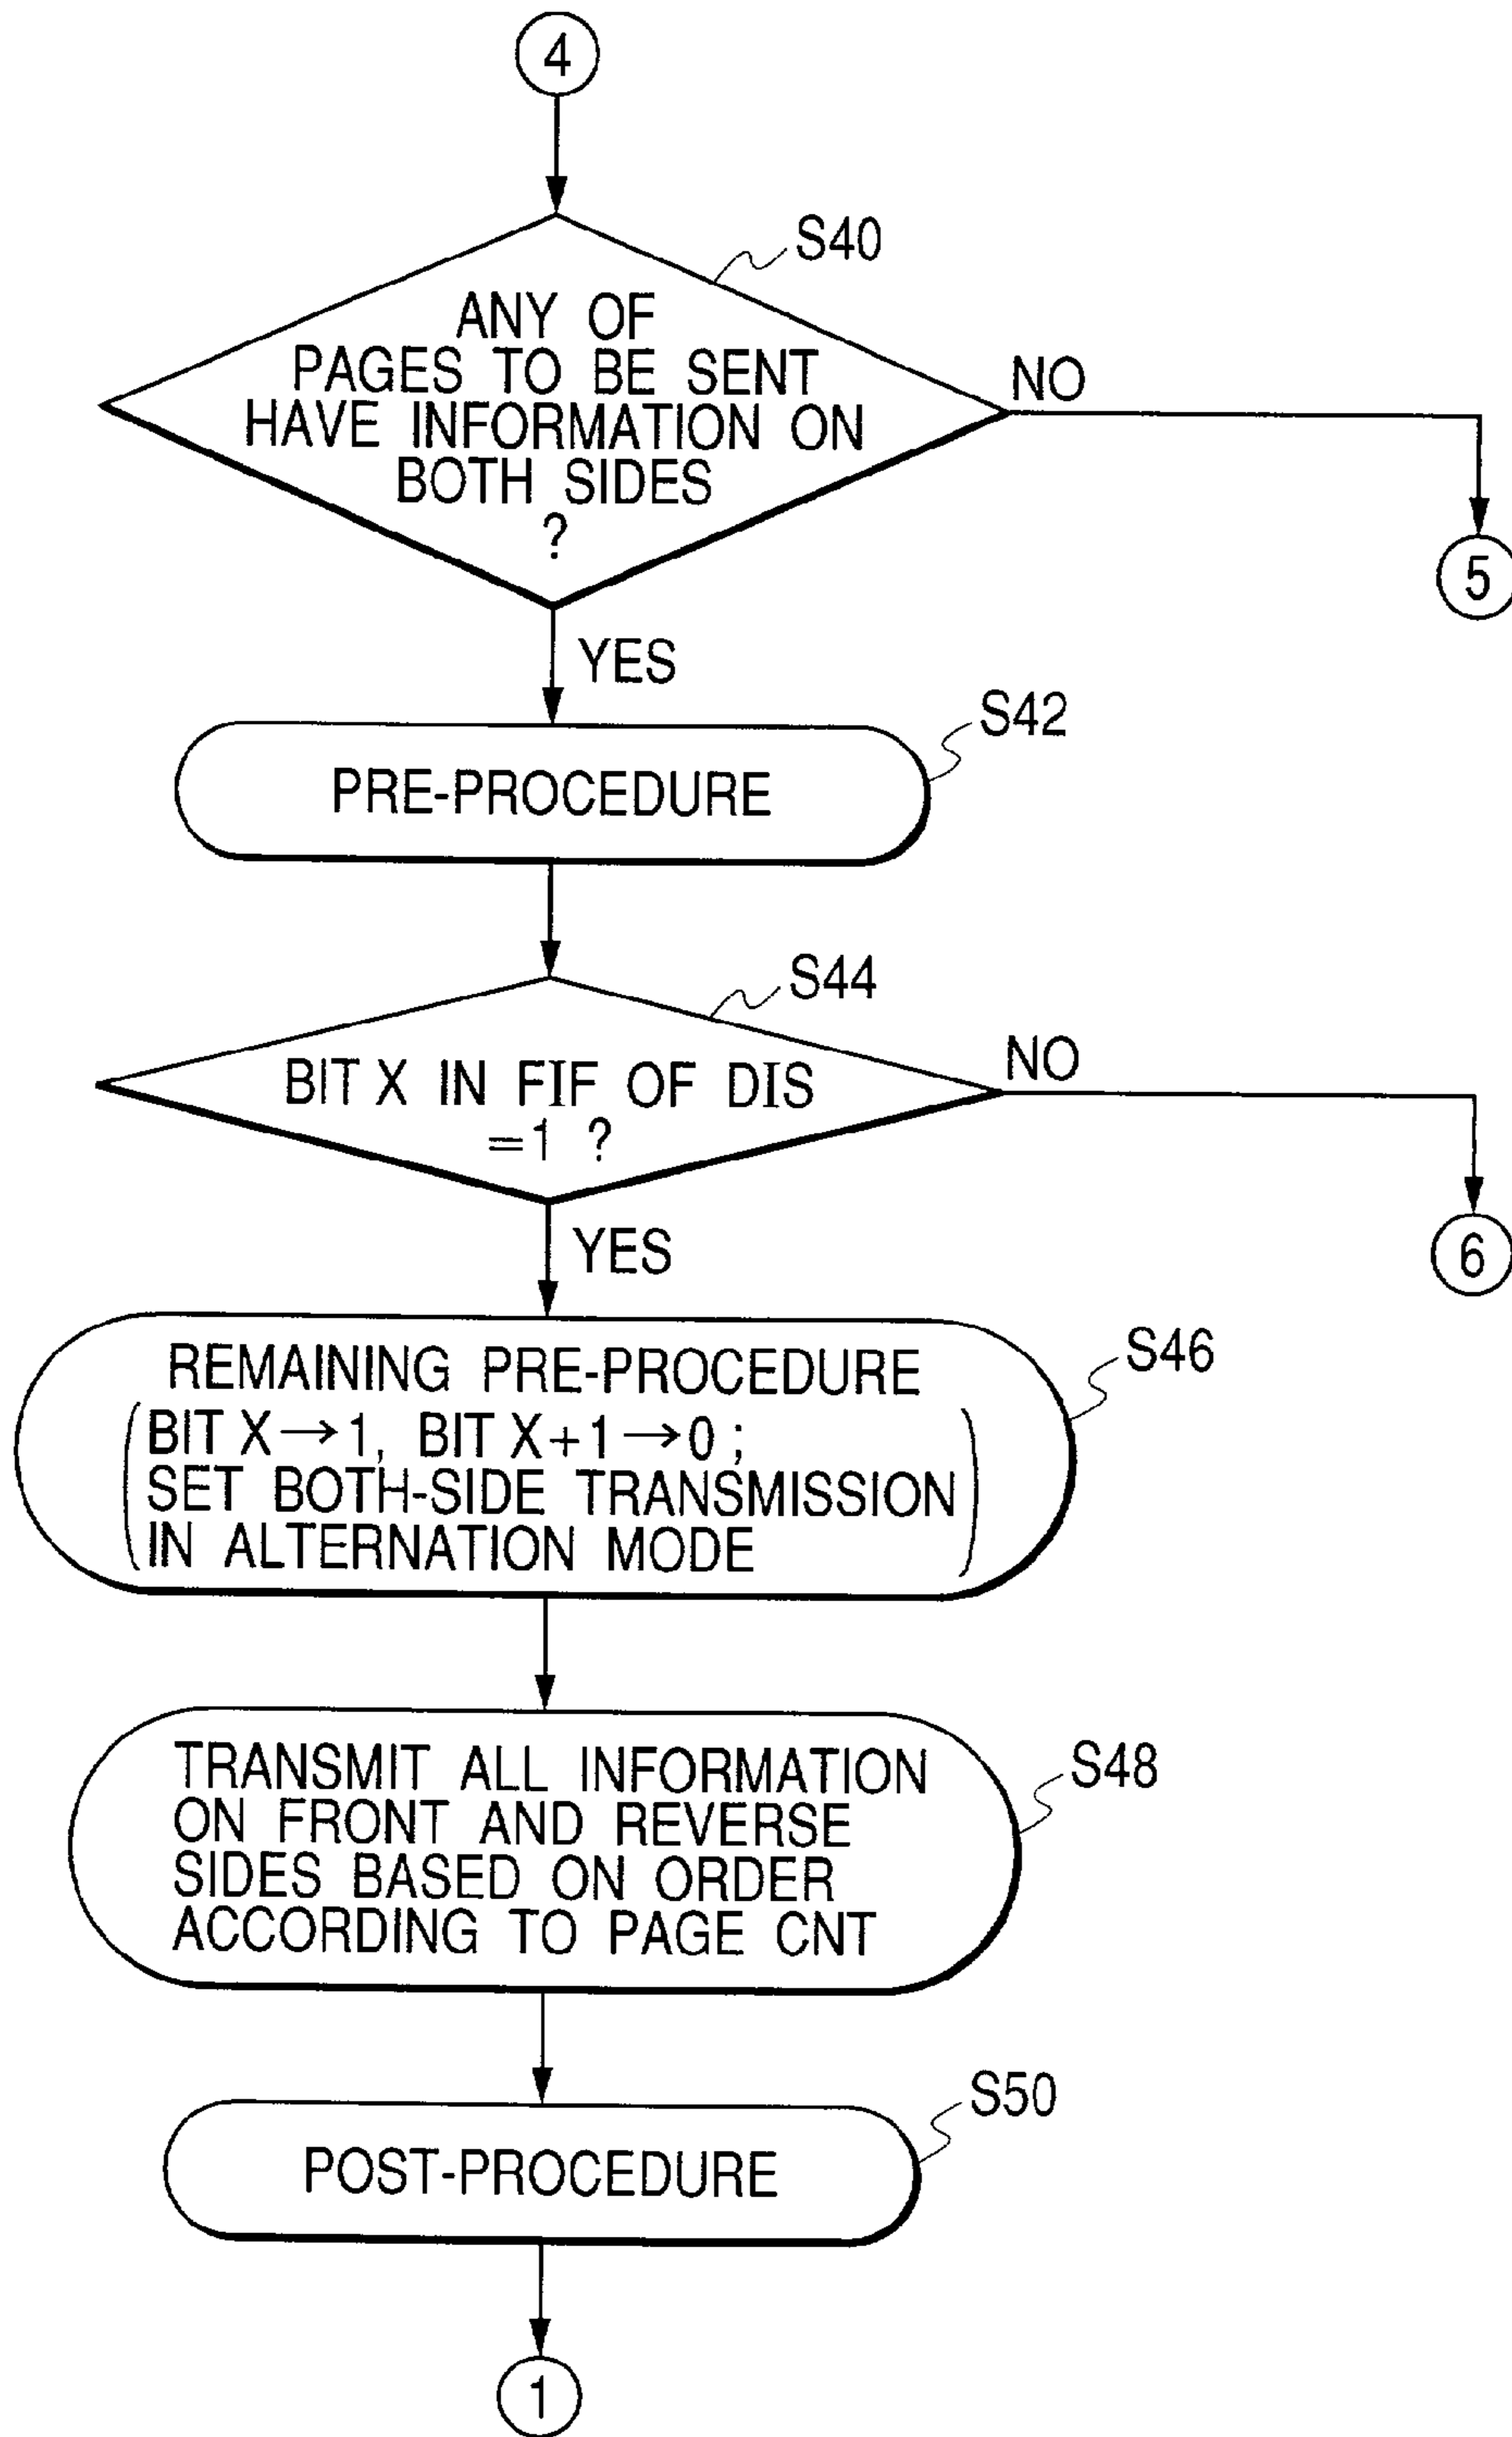 4
S40
ANY OF
PAGES TO BE SENT
HAVE INFORMATION ON
BOTH SIDES
?
NO
5
YES
S42
PRE-PROCEDURE
S44
BIT X IN FIF OF DIS
=1 ?
NO
6
YES
S46
REMAINING PRE-PROCEDURE
(BIT X→1, BIT X+1→0;
SET BOTH-SIDE TRANSMISSION
IN ALTERNATION MODE)
S48
TRANSMIT ALL INFORMATION
ON FRONT AND REVERSE
SIDES BASED ON ORDER
ACCORDING TO PAGE CNT
S50
POST-PROCEDURE
1